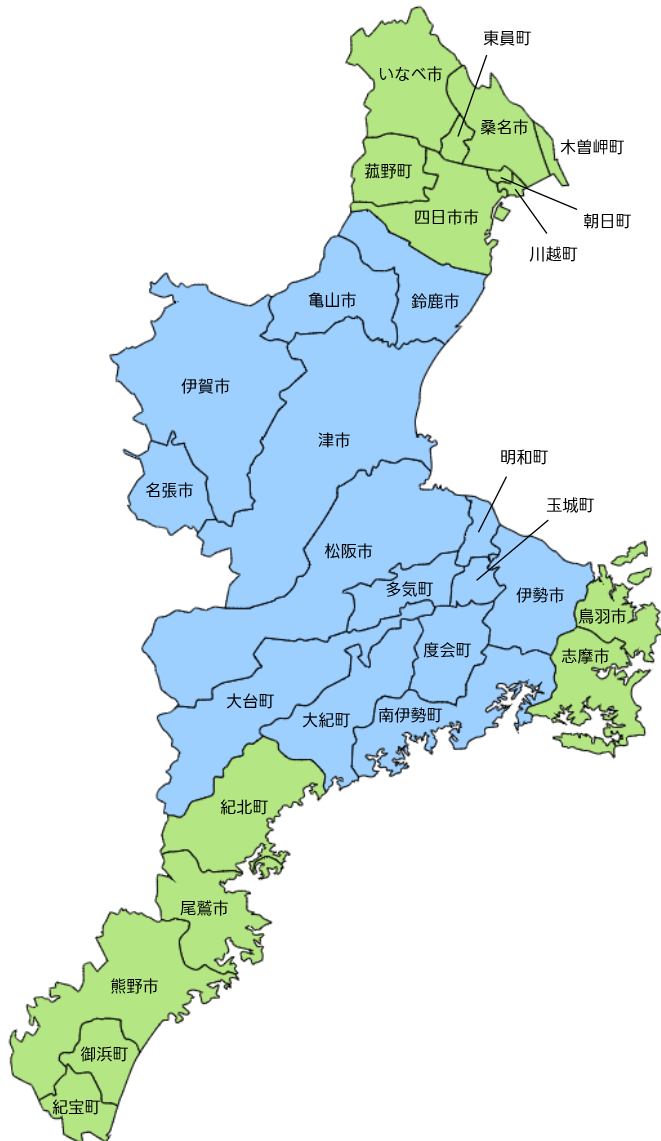 東員町
いなべ市
桑名市
木曽岬町
菰野町
四日市市
朝日町
川越町
亀山市
鈴鹿市
伊賀市
津市
明和町
名張市
玉城町
松阪市
多気町
伊勢市
鳥羽市
度会町
志摩市
大台町
大紀町
南伊勢町
紀北町
尾鷲市
熊野市
御浜町
紀宝町